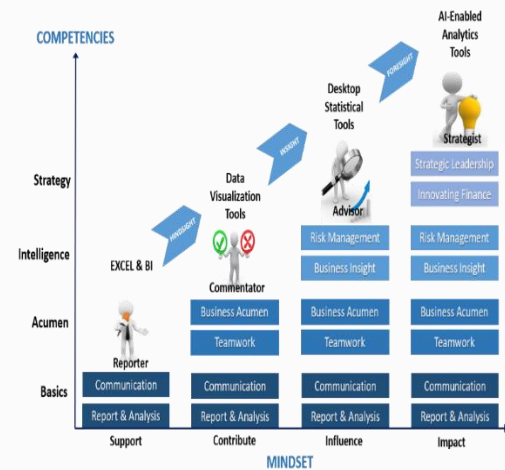 COMPETENCIES
AI-Enabled
Analytics
Tools
FORESIGHT
Strategist
Desktop
Statistical
Tools
INSIGHT
Advisor
Data
Visualization
Tools
HINDSIGHT
Commentator
EXCEL & BI
Reporter
Strategy
Strategic Leadership
Innovating Finance
Intelligence
Risk Management
Risk Management
Business Insight
Business Insight
Acumen
Business Acumen
Business Acumen
Business Acumen
Teamwork
Teamwork
Teamwork
Basics
Communication
Communication
Communication
Communication
Report & Analysis
Report & Analysis
Report & Analysis
Report & Analysis
Support
Contribute
Influence
Impact
MINDSET